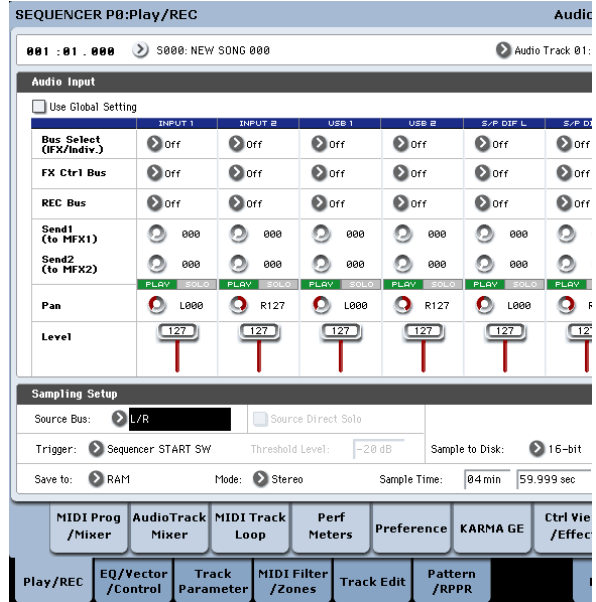 SEQUENCER P0:Play/REC Audio
001 :01 . 000 S000: NEW SONG 000 Audio Track 01:
Audio Input
Use Global Setting
INPUT 1 INPUT 2 USB 1 USB 2 S/P DIF L S/P DI
Bus Select (IFX/Indiv.) Off Off Off Off Off Off
FX Ctrl Bus Off Off Off Off Off Off
REC Bus Off Off Off Off Off Off
Send1 (to MFX1) 000 000 000 000 000
Send2 (to MFX2) 000 000 000 000 000
PLAY SOLO PLAY SOLO PLAY SOLO PLAY SOLO PLAY SOLO PLAY
Pan L000 R127 L000 R127 L000
Level 127 127 127 127 127 127
Sampling Setup
Source Bus: L/R Source Direct Solo
Trigger: Sequencer START SW Threshold Level: -20 dB Sample to Disk: 16-bit
Save to: RAM Mode: Stereo Sample Time: 04 min 59.999 sec
MIDI Prog /Mixer AudioTrack Mixer MIDI Track Loop Perf Meters Preference KARMA GE Ctrl Vie /Effec
Play/REC EQ/Vector /Control Track Parameter MIDI Filter /Zones Track Edit Pattern /RPPR